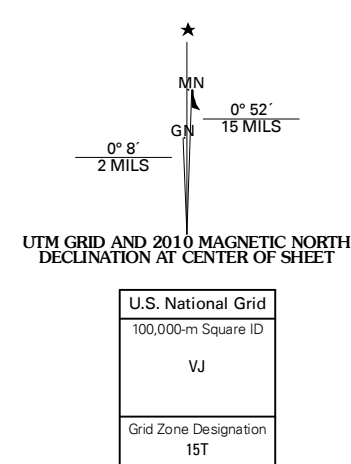 ★
MN
0° 52´
15 MILS
GN
0° 8´
2 MILS
UTM GRID AND 2010 MAGNETIC NORTH
DECLINATION AT CENTER OF SHEET
U.S. National Grid
100,000-m Square ID
VJ
Grid Zone Designation
15T